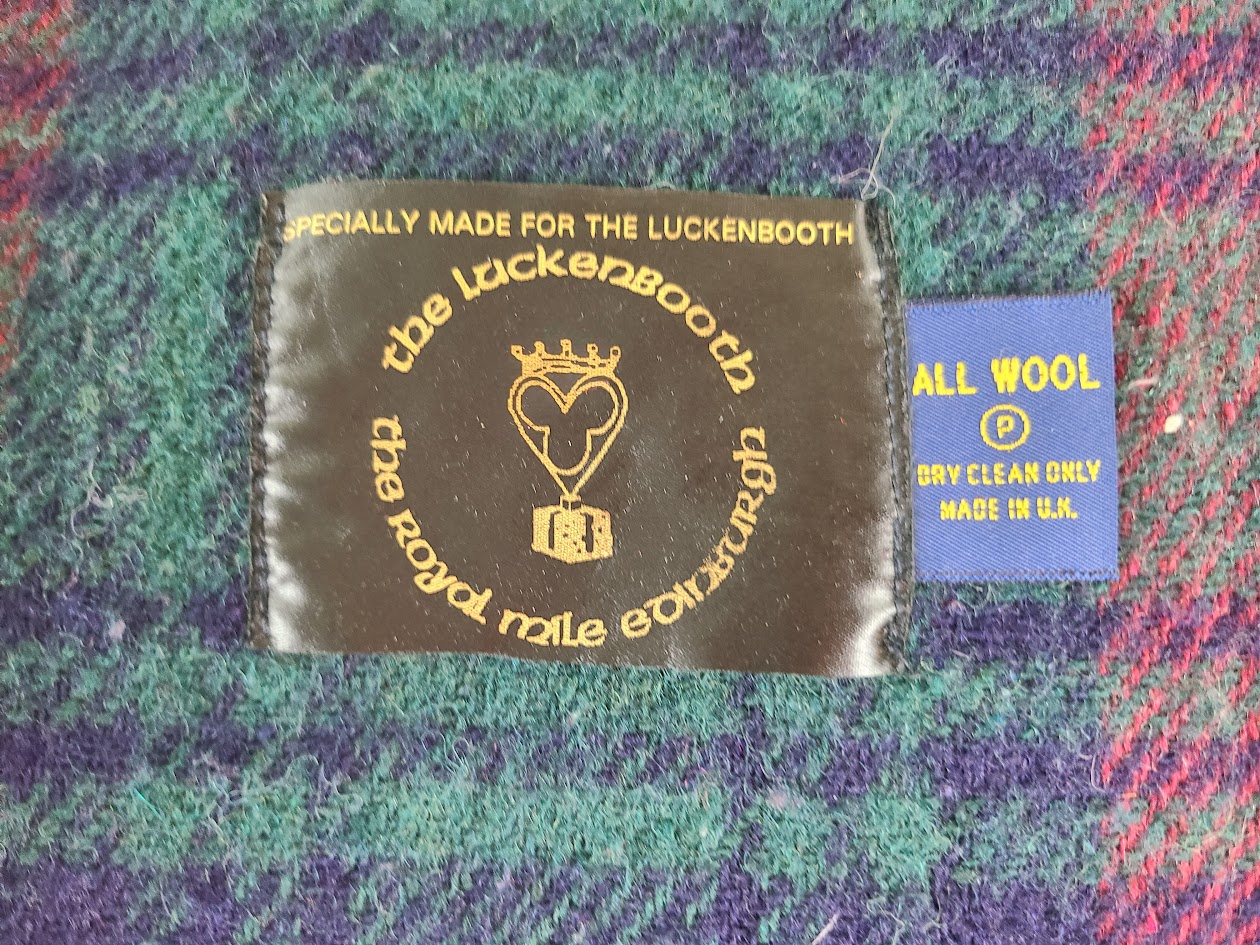 SPECIALLY MADE FOR THE LUCKENBOOTH
the luckenbooth
the royal mile edinburgh
ALL WOOL
P
DRY CLEAN ONLY
MADE IN U.K.